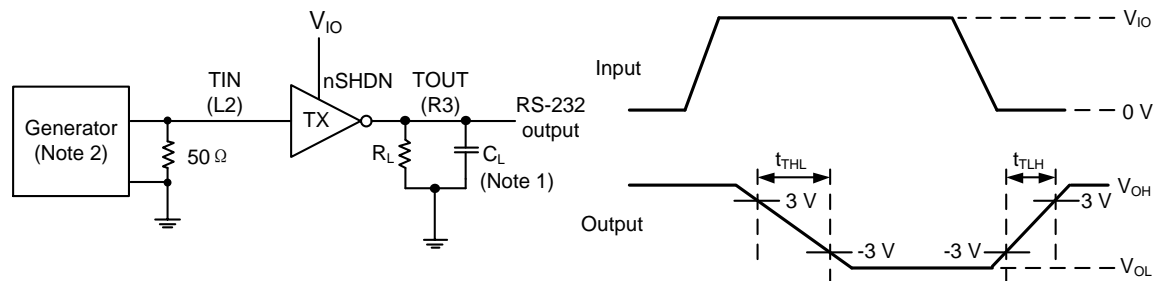 V_IO
nSHDN
TIN
(L2)
TX
TOUT
(R3)
RS-232
output
Generator
(Note 2)
50 Ω
R_L
C_L
(Note 1)
Input
V_IO
0 V
Output
t_THL
t_TLH
3 V
-3 V
-3 V
3 V
V_OH
V_OL